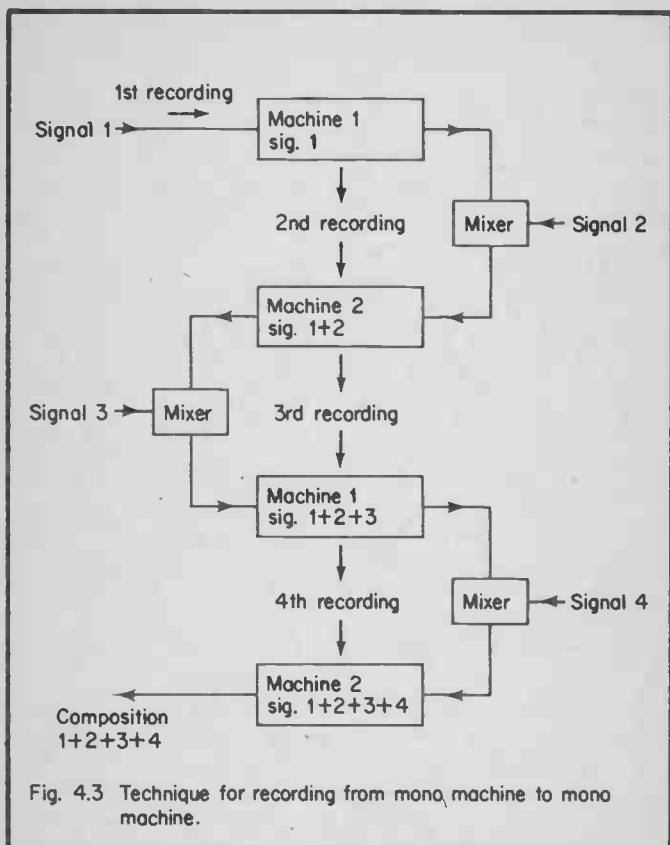 1st recording
Signal 1
Machine 1
sig. 1
2nd recording
Mixer
Signal 2
Machine 2
sig. 1+2
Signal 3
Mixer
3rd recording
Machine 1
sig. 1+2+3
4th recording
Mixer
Signal 4
Machine 2
sig. 1+2+3+4
Composition
1+2+3+4
Fig. 4.3 Technique for recording from mono machine to mono
machine.